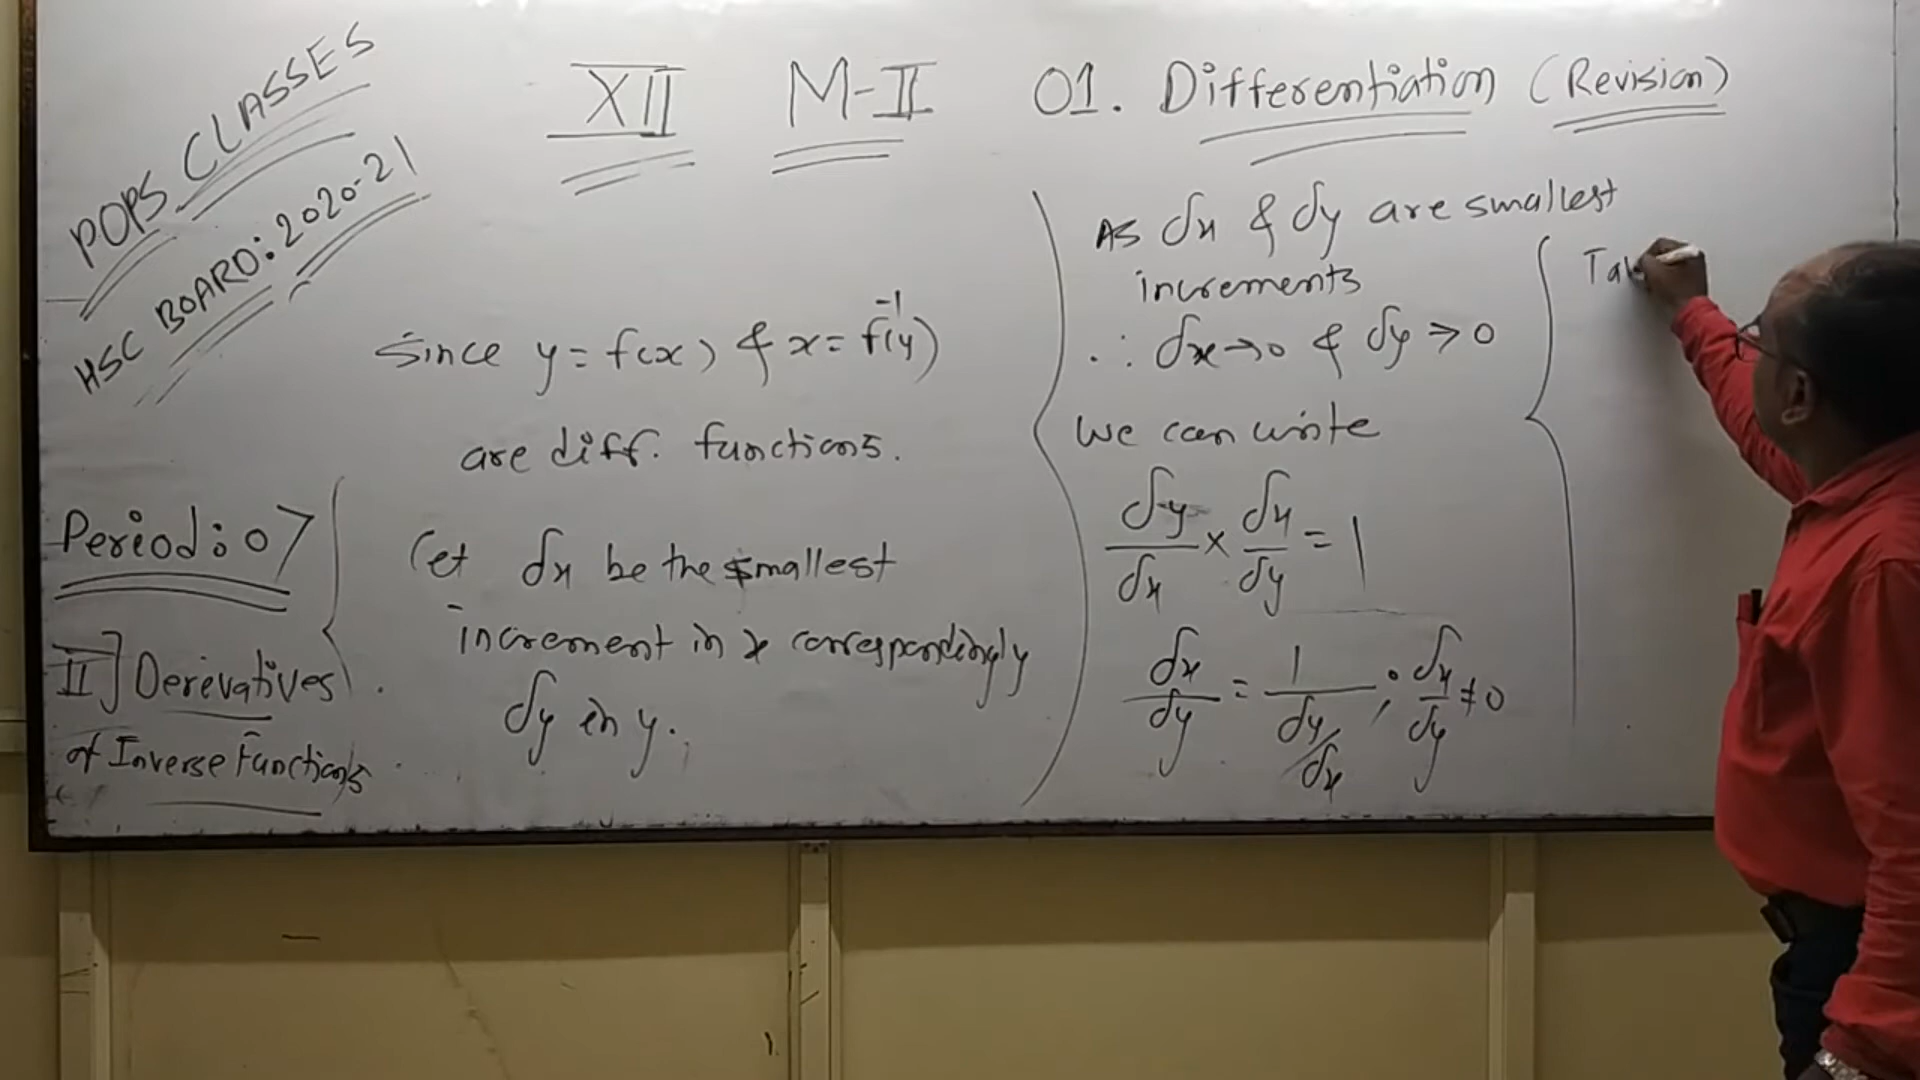 POPS CLASSES
HSC BOARD: 2020-21
XII M-II 01. Differentiation (Revision)
Period: 07
II] Derevatives
of Inverse Functions
Since y = f(x) & x = f⁻¹(y)
are diff. functions.
Let δx be the smallest
increment in x correspondingly
δy in y.
As δx & δy are smallest
increments
∴ δx → 0 & δy → 0
We can write
δy/δx × δx/δy = 1
δx/δy = 1/(δy/δx) ; δx/δy ≠ 0